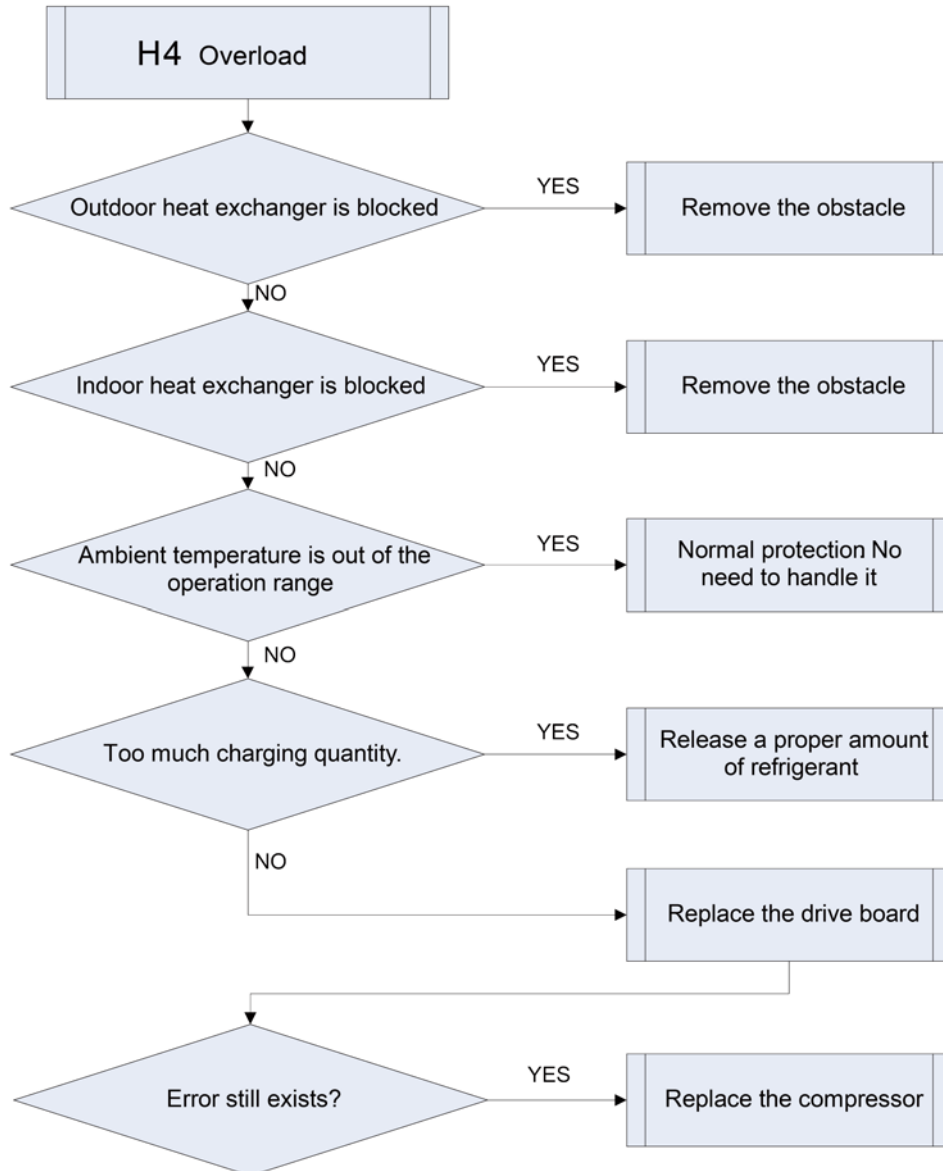 H4 Overload
Outdoor heat exchanger is blocked
YES
Remove the obstacle
NO
Indoor heat exchanger is blocked
YES
Remove the obstacle
NO
Ambient temperature is out of the
operation range
YES
Normal protection No
need to handle it
NO
Too much charging quantity.
YES
Release a proper amount
of refrigerant
NO
Replace the drive board
Error still exists?
YES
Replace the compressor